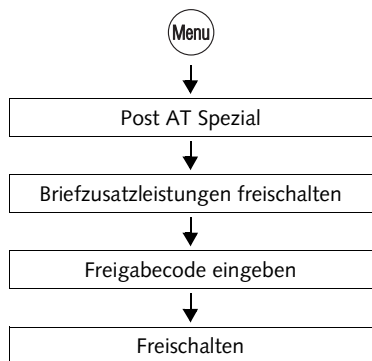 Menu
Post AT Spezial
Briefzusatzleistungen freischalten
Freigabecode eingeben
Freischalten